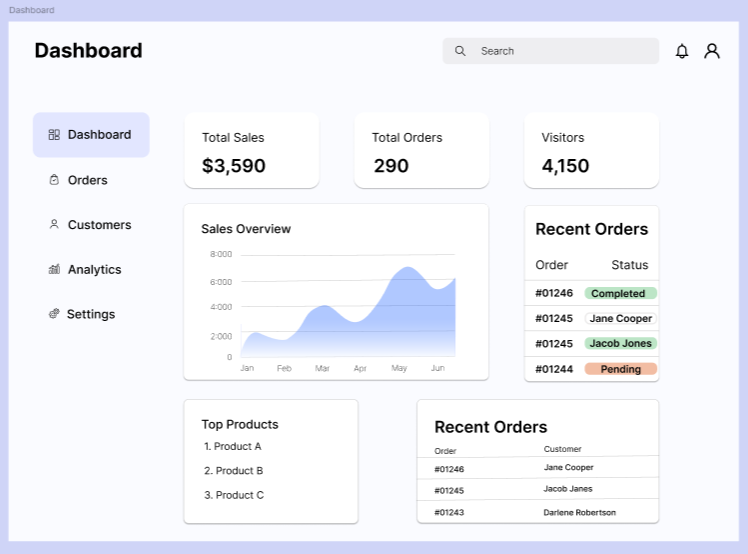 Dashboard
Dashboard
Search
Dashboard
Orders
Customers
Analytics
Settings
Total Sales
$3,590
Total Orders
290
Visitors
4,150
Sales Overview
8·000
6·000
4·000
2·000
0
Jan Feb Mar Apr May Jun
Recent Orders
Order Status
#01246 Completed
#01245 Jane Cooper
#01245 Jacob Jones
#01244 Pending
Top Products
1. Product A
2. Product B
3. Product C
Recent Orders
Order Customer
#01246 Jane Cooper
#01245 Jacob Janes
#01243 Darlene Robertson